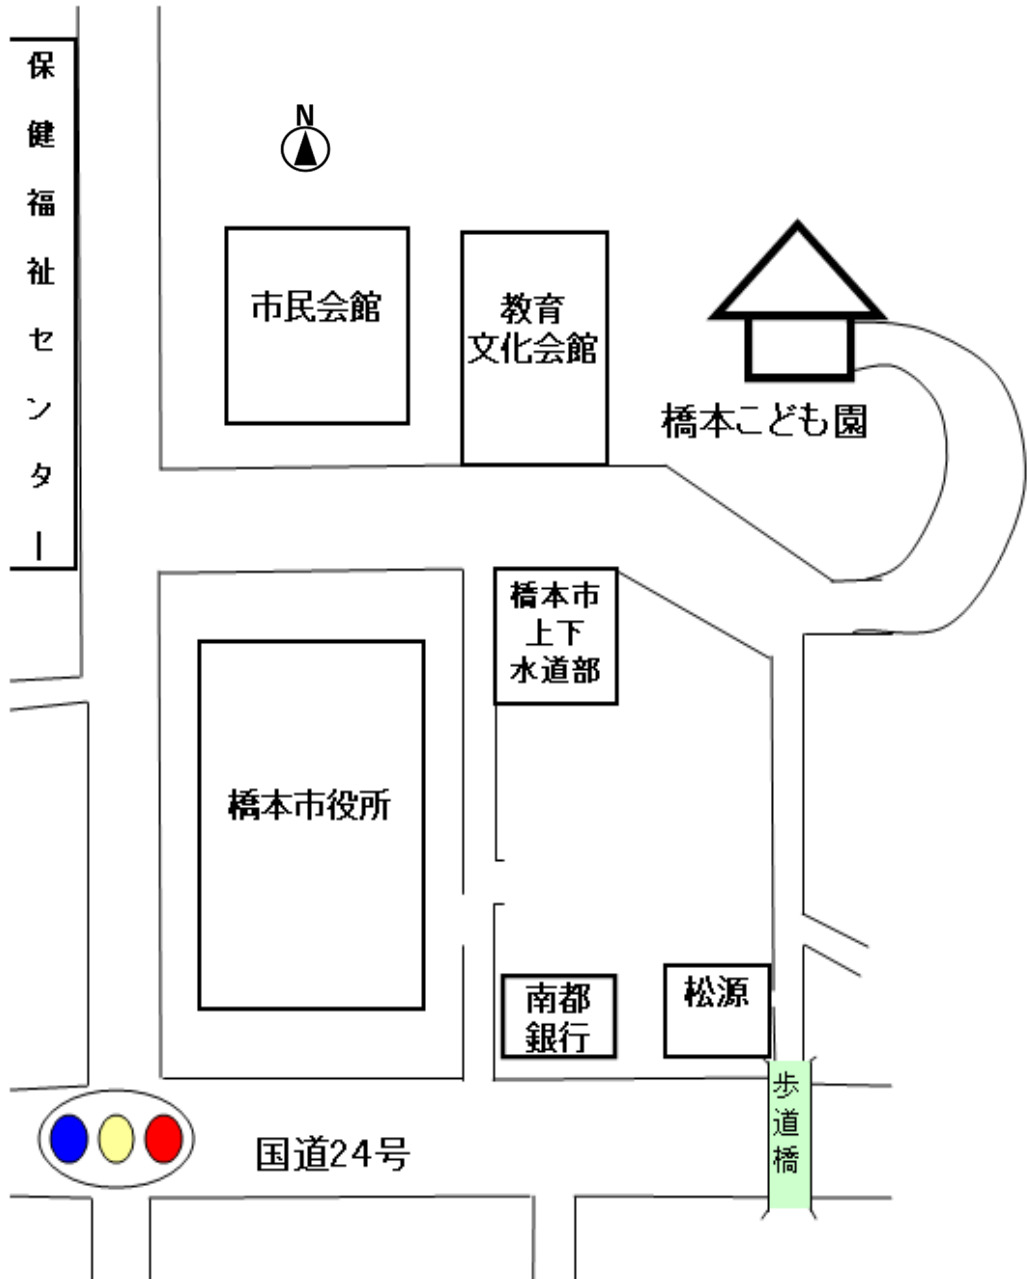 保健福祉センター
N
市民会館
教育
文化会館
橋本こども園
橋本市
上下
水道部
橋本市役所
南都
銀行
松源
歩道橋
国道24号